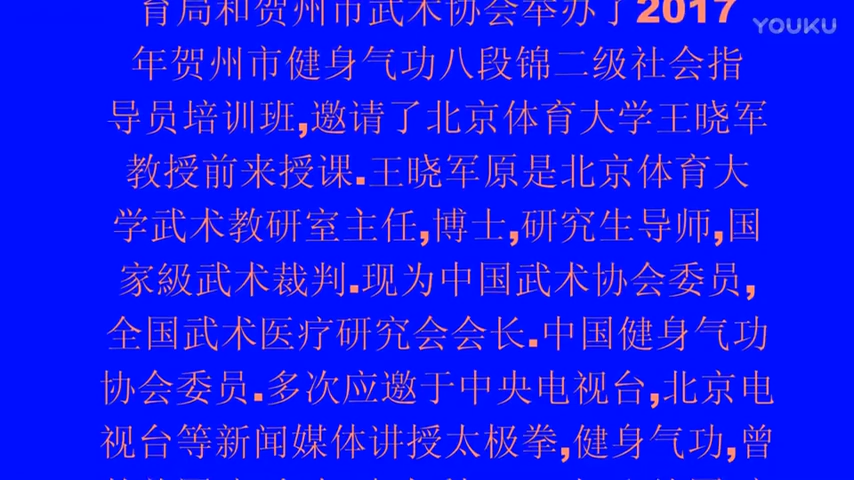 育局和贺州市武术协会举办了2017
YOUKU
年贺州市健身气功八段锦二级社会指
导员培训班,邀请了北京体育大学王晓军
教授前来授课.王晓军原是北京体育大
学武术教研室主任,博士,研究生导师,国
家級武术裁判.现为中国武术协会委员,
全国武术医疗研究会会长.中国健身气功
协会委员.多次应邀于中央电视台,北京电
视台等新闻媒体讲授太极拳,健身气功,曾